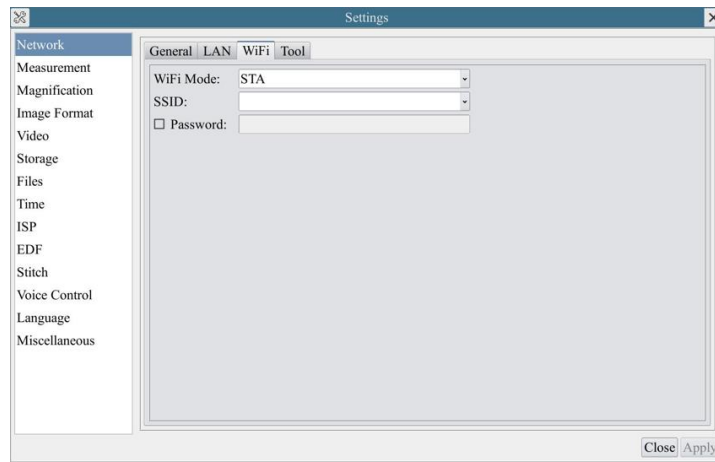 Settings
Network
Measurement
Magnification
Image Format
Video
Storage
Files
Time
ISP
EDF
Stitch
Voice Control
Language
Miscellaneous
General LAN WiFi Tool
WiFi Mode: STA
SSID:
Password:
Close Apply